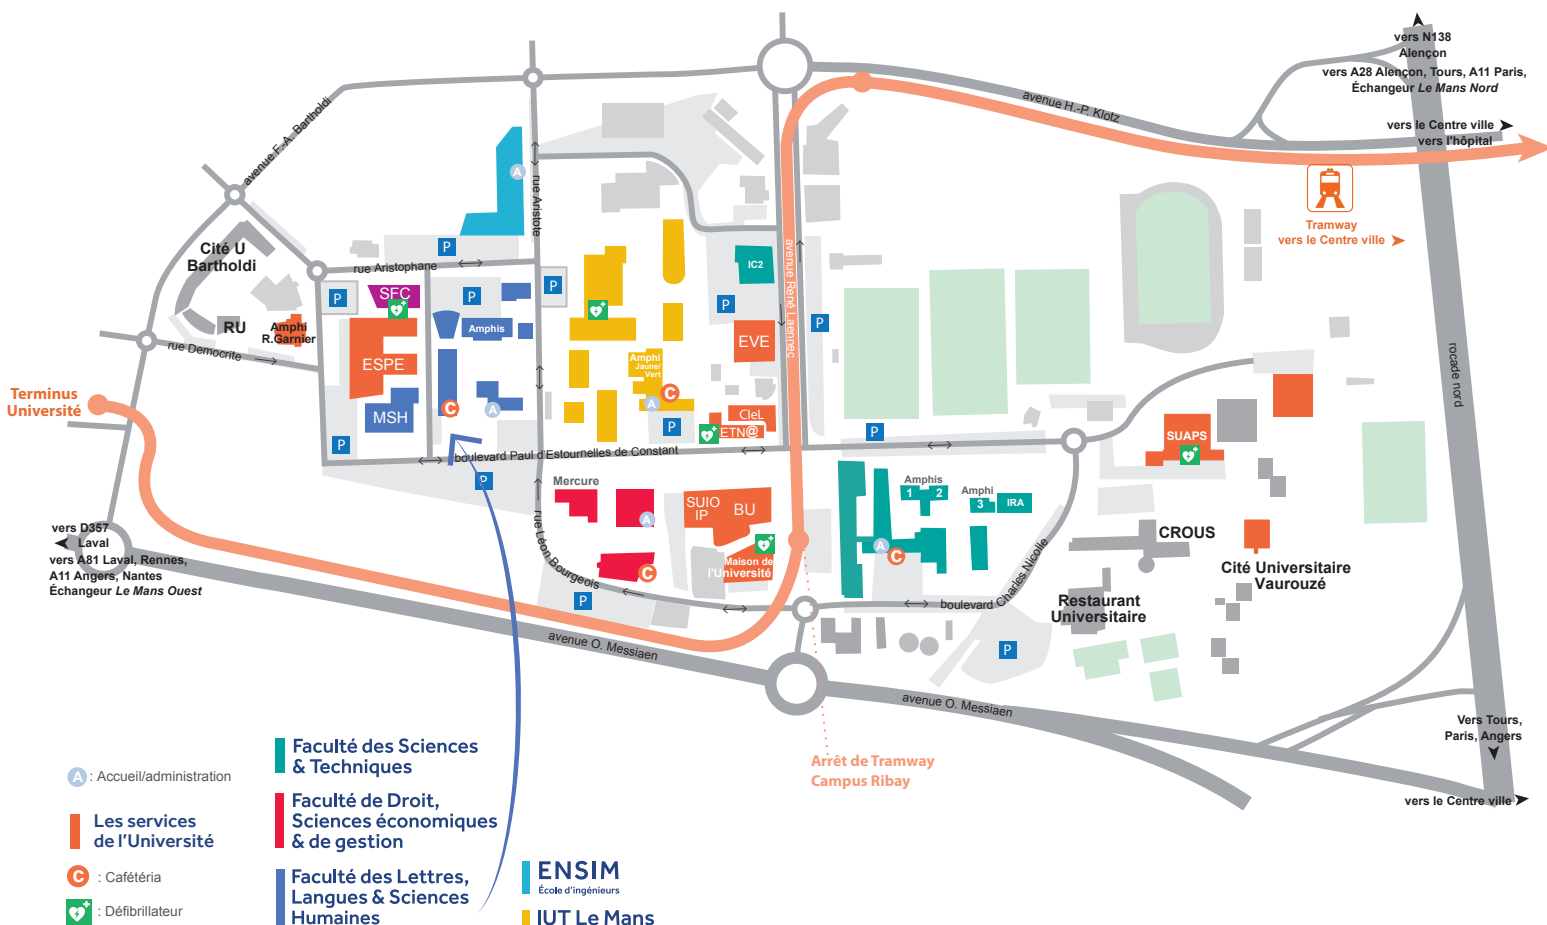 vers N138
Alençon
vers A28 Alençon, Tours, A11 Paris,
Échangeur Le Mans Nord
avenue H.-P. Klotz
vers le Centre ville
vers l'hôpital
Tramway
vers le Centre ville
rocade nord
avenue F.-A. Bartholdi
rue Aristote
A
P
Cité U
Bartholdi
rue Aristophane
IC2
avenue René Laennec
P
SFC
P
P
P
P
RU
Amphi
R.Garnier
Amphis
EVE
rue Démocrite
ESPE
Amphi
Jaune/
Vert
Terminus
Université
C
A
C
A
MSH
CleL
ETN@
P
P
P
SUAPS
boulevard Paul d'Estournelles de Constant
P
Mercure
SUIO
IP
BU
A
Amphis
1
2
Amphi
3
IRA
rue Léon Bourgeois
Maison de
l'Université
C
A
C
vers D357
Laval
vers A81 Laval, Rennes,
A11 Angers, Nantes
Échangeur Le Mans Ouest
CROUS
Cité Universitaire
Vaurouzé
P
boulevard Charles Nicolle
Restaurant
Universitaire
P
avenue O. Messiaen
avenue O. Messiaen
Vers Tours,
Paris, Angers
Arrêt de Tramway
Campus Ribay
vers le Centre ville
A : Accueil/administration
Les services
de l'Université
C : Cafétéria
: Défibrillateur
Faculté des Sciences
& Techniques
Faculté de Droit,
Sciences économiques
& de gestion
Faculté des Lettres,
Langues & Sciences
Humaines
ENSIM
École d'ingénieurs
IUT Le Mans